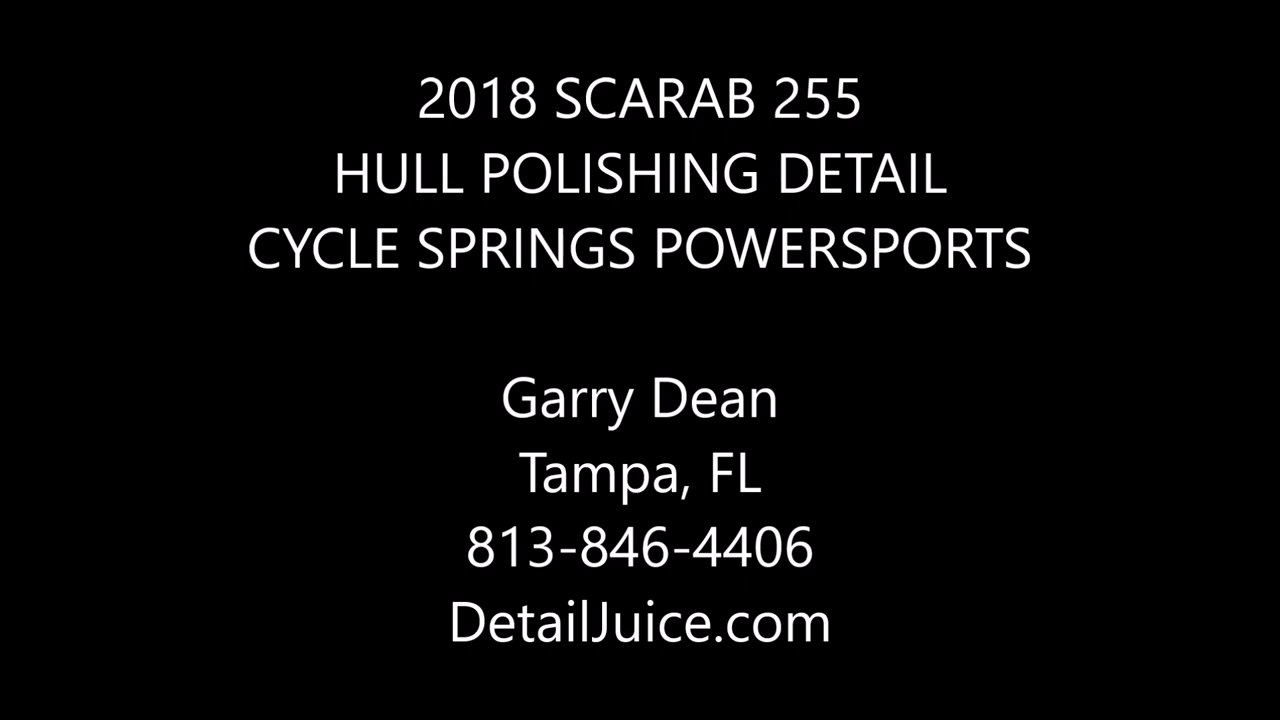 2018 SCARAB 255
HULL POLISHING DETAIL
CYCLE SPRINGS POWERSPORTS
Garry Dean
Tampa, FL
813-846-4406
DetailJuice.com